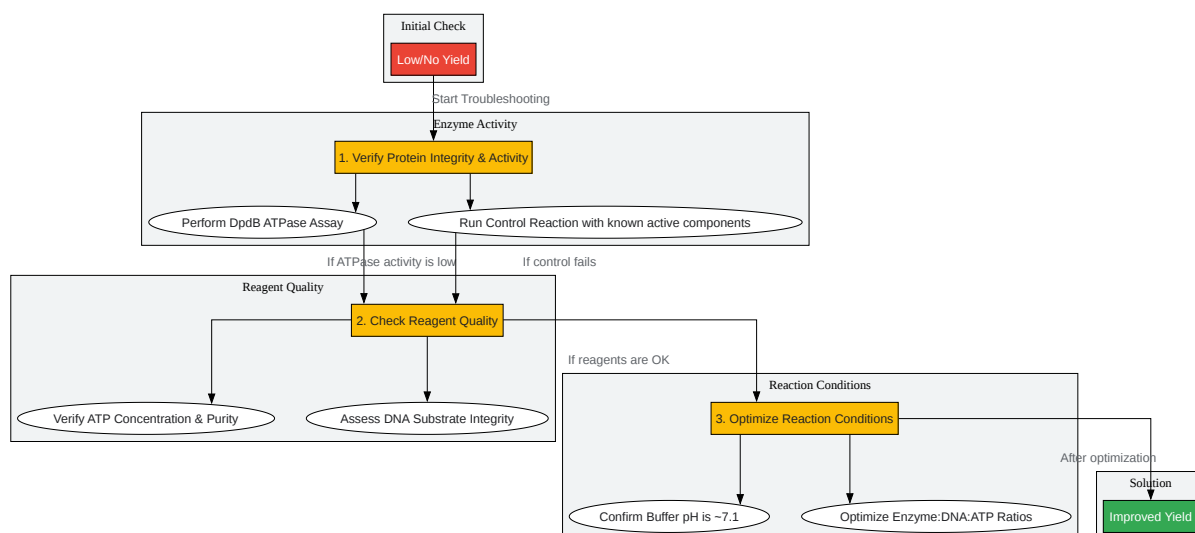 Initial Check
Low/No Yield
Start Troubleshooting
Enzyme Activity
1. Verify Protein Integrity & Activity
Perform DpdB ATPase Assay
Run Control Reaction with known active components
If ATPase activity is low
If control fails
Reagent Quality
2. Check Reagent Quality
If reagents are OK
Verify ATP Concentration & Purity
Assess DNA Substrate Integrity
Reaction Conditions
3. Optimize Reaction Conditions
After optimization
Confirm Buffer pH is ~7.1
Optimize Enzyme:DNA:ATP Ratios
Solution
Improved Yield